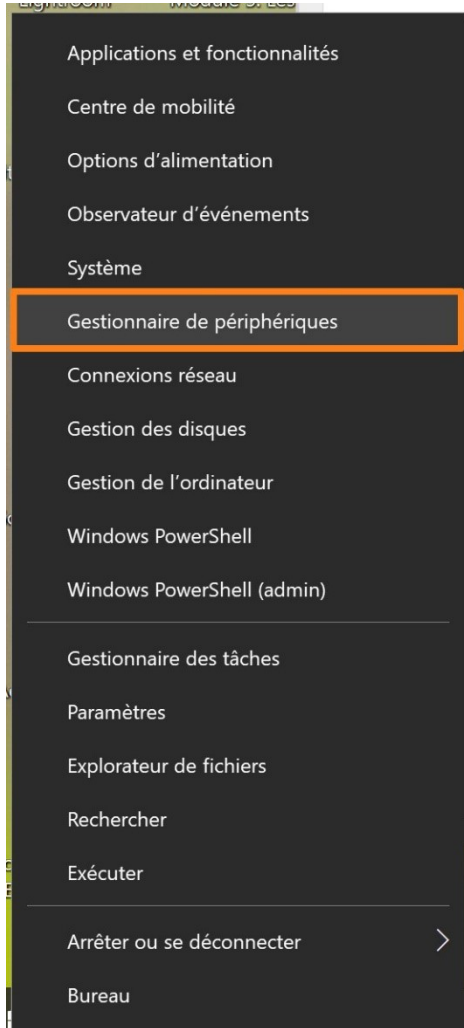 Applications et fonctionnalités
Centre de mobilité
Options d'alimentation
Observateur d'événements
Système
Gestionnaire de périphériques
Connexions réseau
Gestion des disques
Gestion de l'ordinateur
Windows PowerShell
Windows PowerShell (admin)
Gestionnaire des tâches
Paramètres
Explorateur de fichiers
Rechercher
Exécuter
Arrêter ou se déconnecter
Bureau